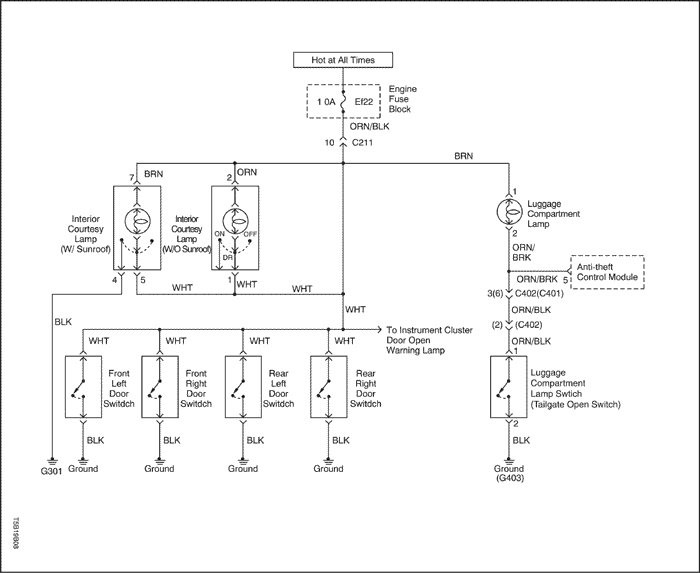 Hot at All Times
1 0A
Ef22
Engine
Fuse
Block
ORN/BLK
10
C211
BRN
7
BRN
2
ORN
1
Interior
Courtesy
Lamp
(W/ Sunroof)
Interior
Courtesy
Lamp
(W/O Sunroof)
ON
OFF
DR
Luggage
Compartment
Lamp
2
ORN/
BRK
4
5
1
WHT
WHT
ORN/BRK
5
Anti-theft
Control Module
3(6)
C402(C401)
BLK
WHT
ORN/BLK
(2)
(C402)
To Instrument Cluster
Door Open
Warning Lamp
WHT
WHT
WHT
WHT
ORN/BLK
1
Front
Left
Door
Switdch
Front
Right
Door
Switdch
Rear
Left
Door
Switdch
Rear
Right
Door
Switdch
Luggage
Compartment
Lamp Swtich
(Tailgate Open Switch)
2
BLK
BLK
BLK
BLK
BLK
G301
Ground
Ground
Ground
Ground
Ground
(G403)
T5B19B08